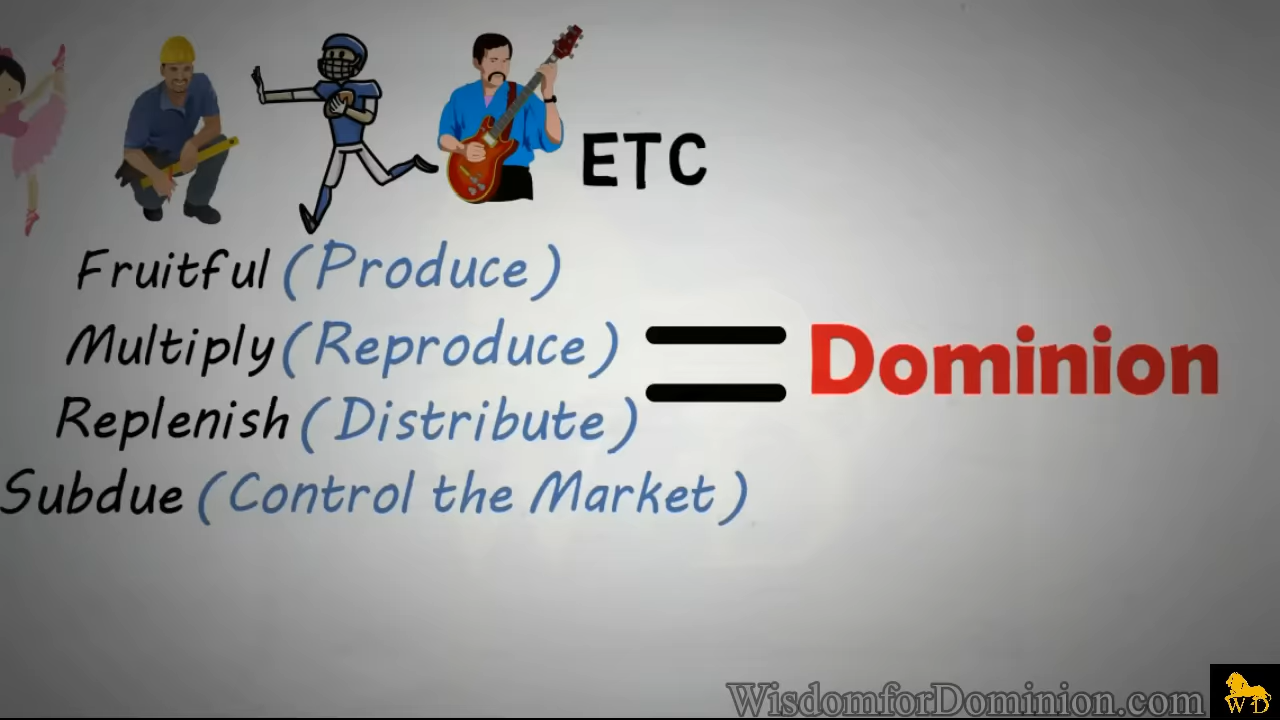 ETC
Fruitful (Produce)
Multiply (Reproduce)
Replenish (Distribute)
Subdue (Control the Market)
Dominion
WisdomforDominion.com
WD